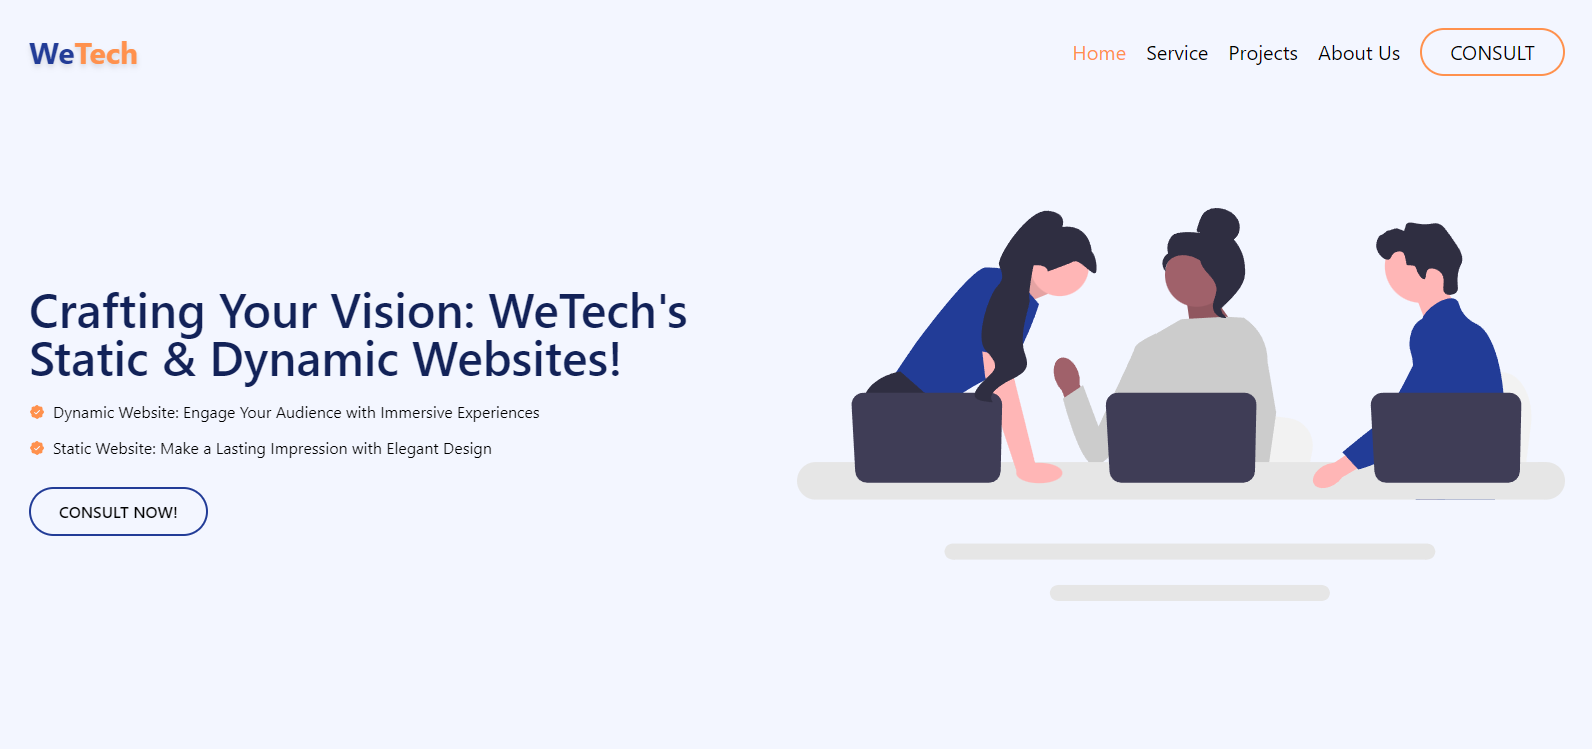 WeTech
Home Service Projects About Us CONSULT
Crafting Your Vision: WeTech's
Static & Dynamic Websites!
Dynamic Website: Engage Your Audience with Immersive Experiences
Static Website: Make a Lasting Impression with Elegant Design
CONSULT NOW!